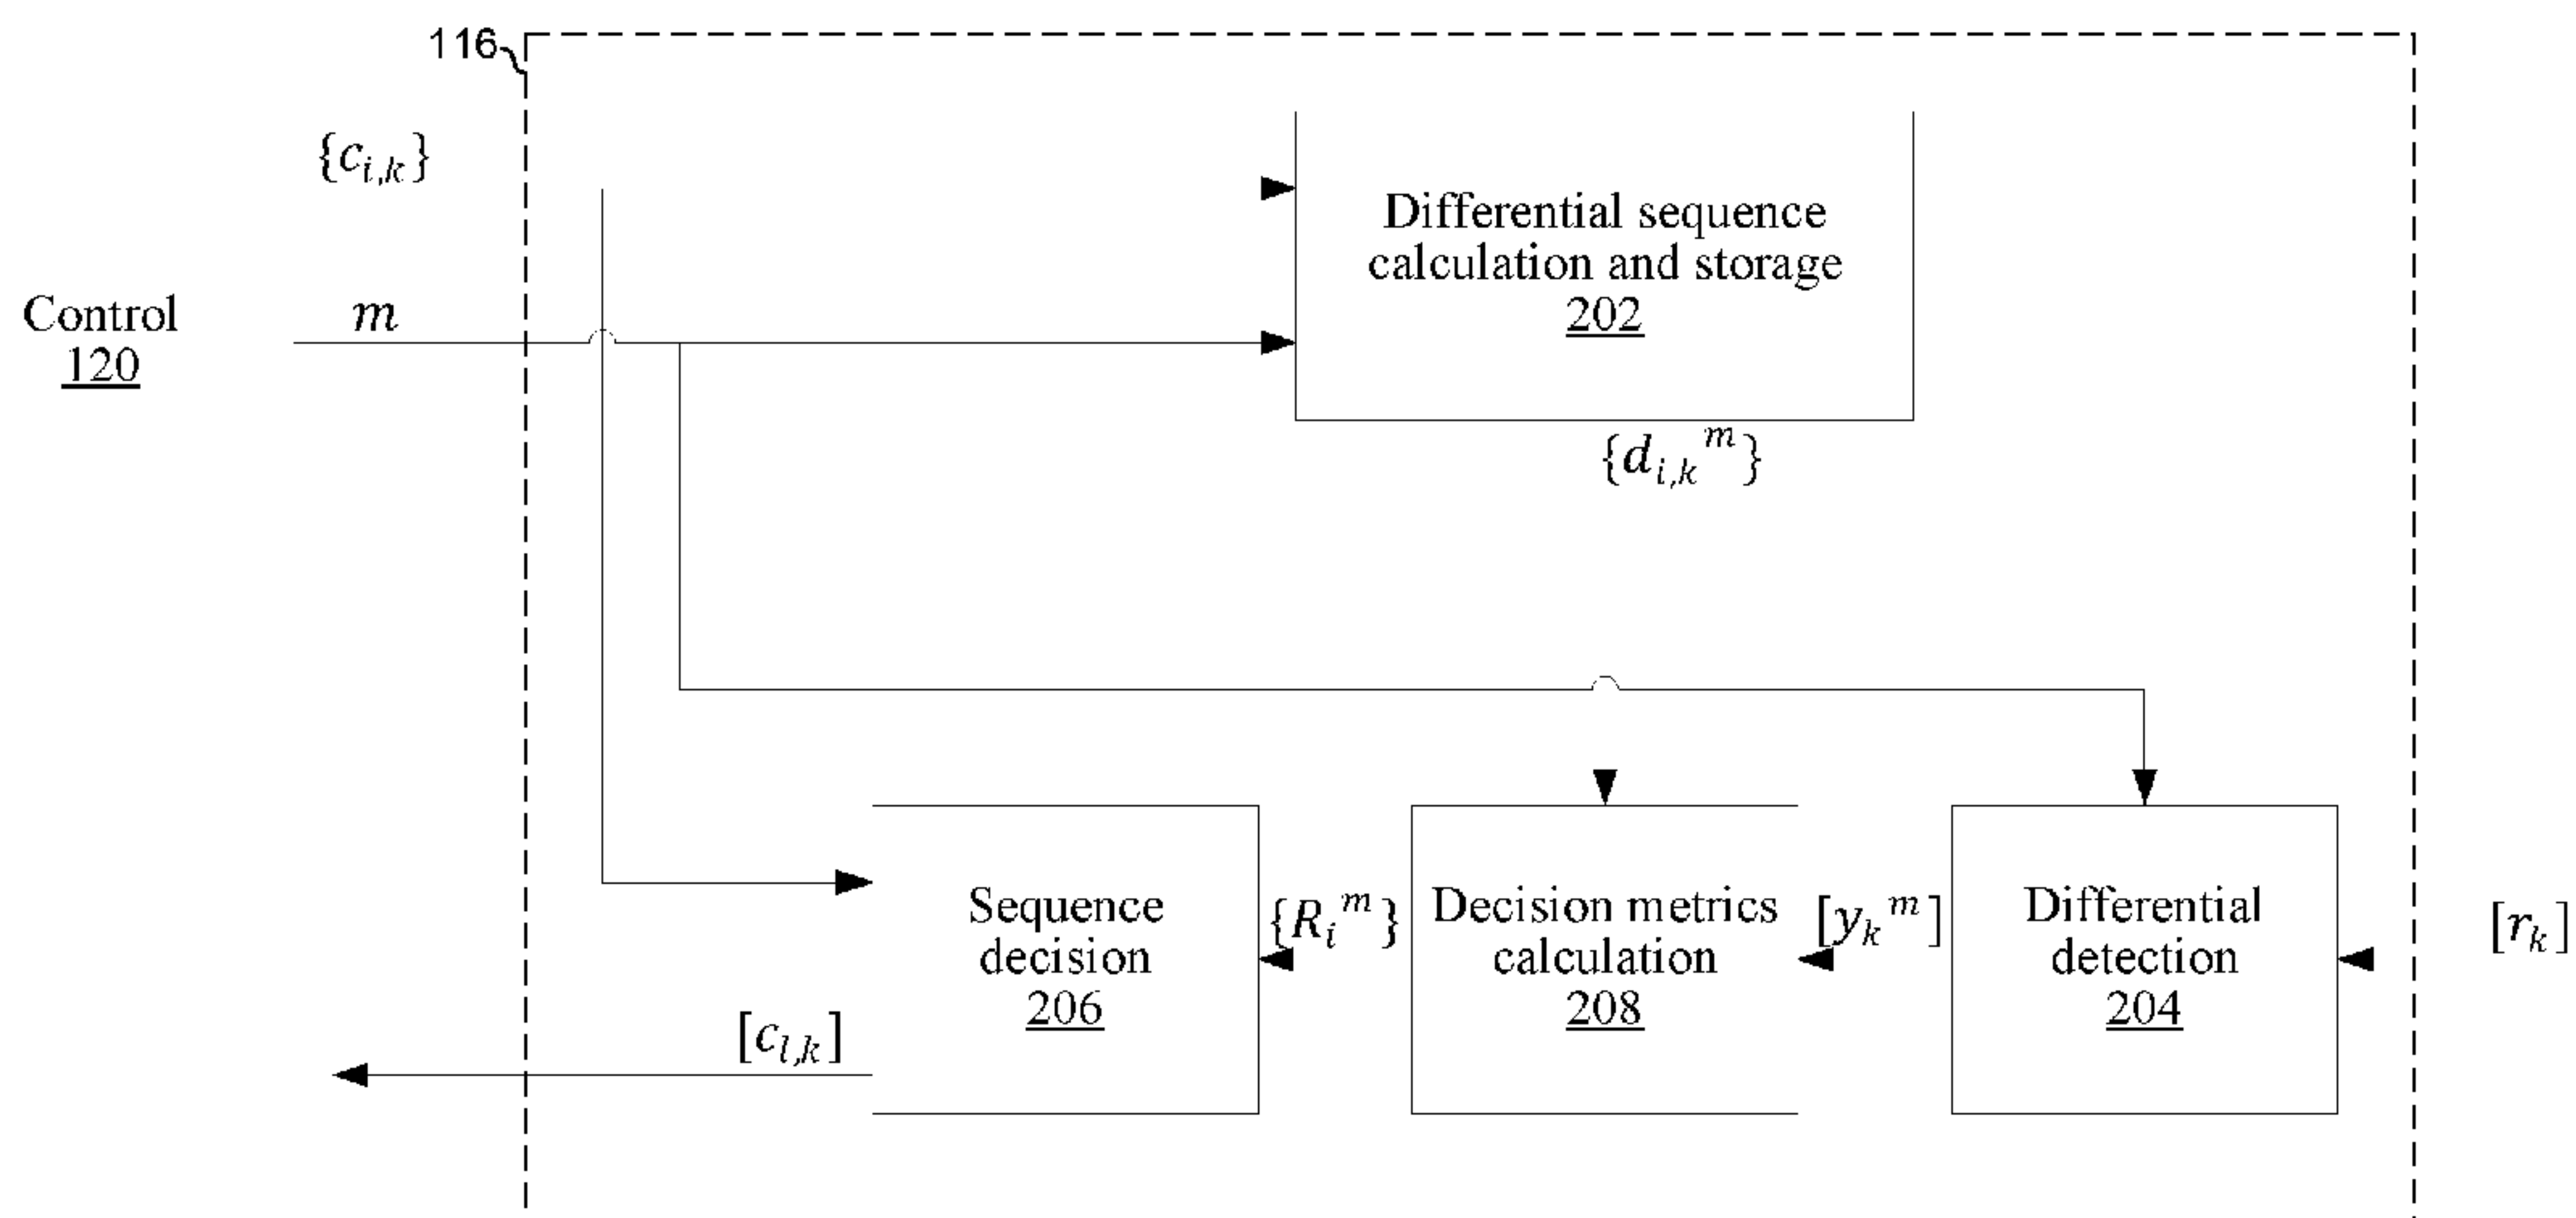 116
{c_{i,k}}
Control
120
m
Differential sequence
calculation and storage
202
{d_{i,k}^m}
Sequence
decision
206
{R_i^m}
Decision metrics
calculation
208
[y_k^m]
Differential
detection
204
[r_k]
[c_{l,k}]